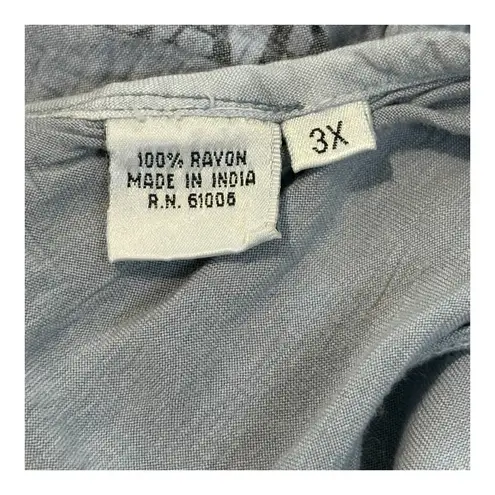 100% RAYON
MADE IN INDIA
R.N. 61006
3X